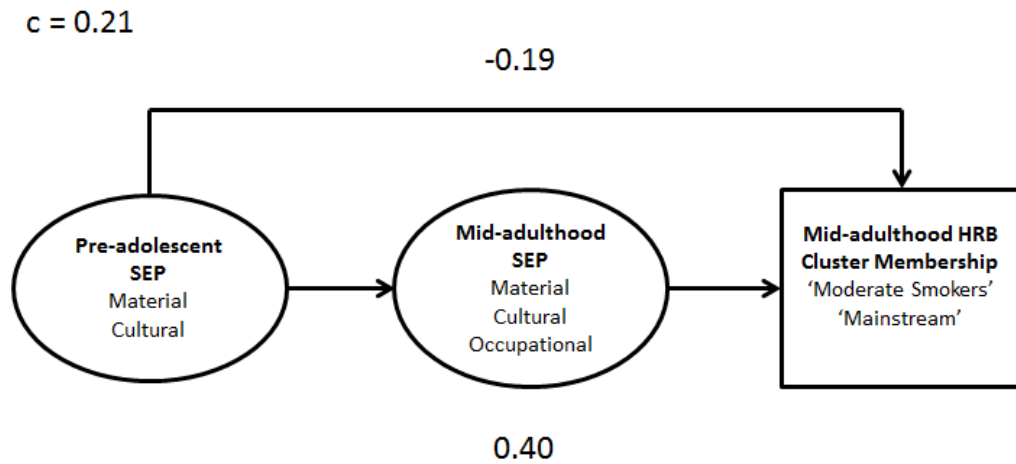 c = 0.21
-0.19
Pre-adolescent
SEP
Material
Cultural
Mid-adulthood
SEP
Material
Cultural
Occupational
Mid-adulthood HRB
Cluster Membership
‘Moderate Smokers’
‘Mainstream’
0.40